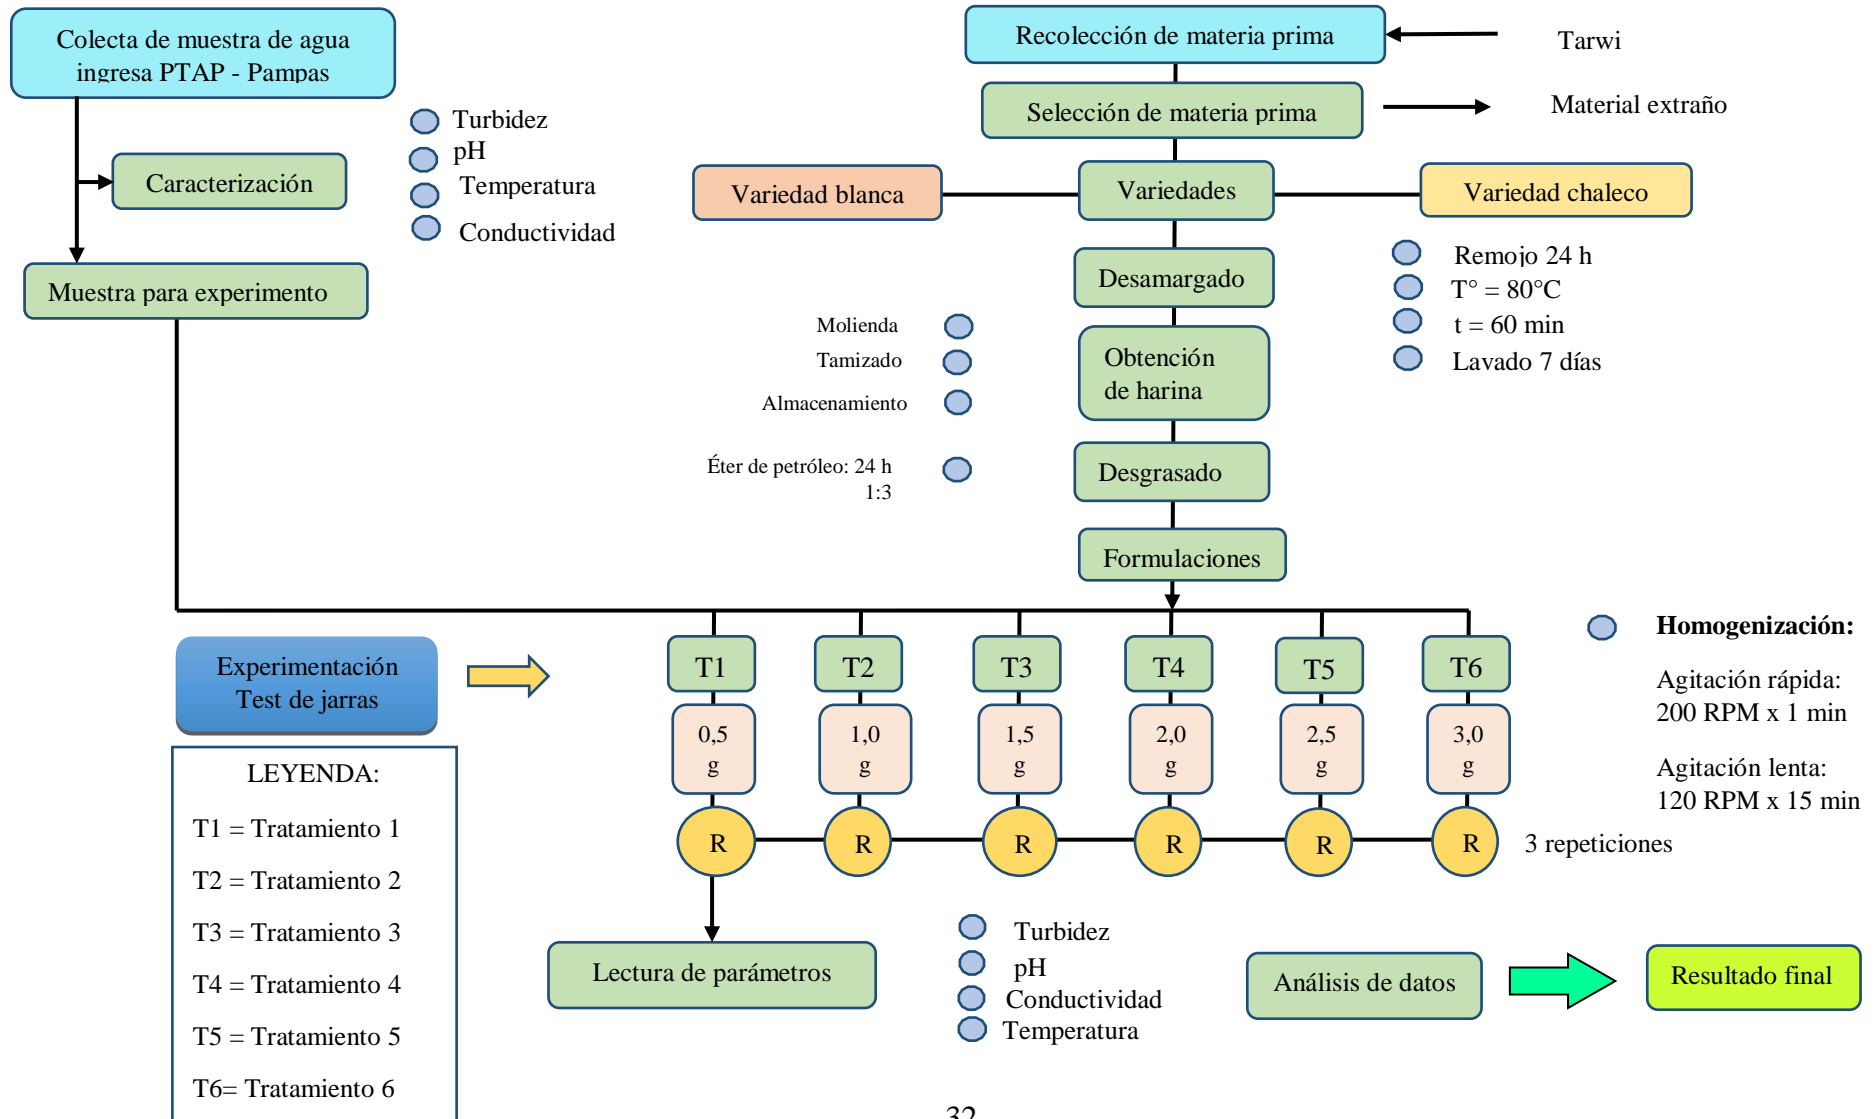 Colecta de muestra de agua
ingresa PTAP - Pampas
Caracterización
Turbidez
pH
Temperatura
Conductividad
Muestra para experimento
Recolección de materia prima
Tarwi
Selección de materia prima
Material extraño
Variedad blanca
Variedades
Variedad chaleco
Desamargado
Remojo 24 h
T° = 80°C
t = 60 min
Lavado 7 días
Molienda
Tamizado
Almacenamiento
Obtención
de harina
Éter de petróleo: 24 h
1:3
Desgrasado
Formulaciones
Experimentación
Test de jarras
T1
T2
T3
T4
T5
T6
0,5
g
1,0
g
1,5
g
2,0
g
2,5
g
3,0
g
R
R
R
R
R
R
3 repeticiones
Homogenización:
Agitación rápida:
200 RPM x 1 min
Agitación lenta:
120 RPM x 15 min
LEYENDA:
T1 = Tratamiento 1
T2 = Tratamiento 2
T3 = Tratamiento 3
T4 = Tratamiento 4
T5 = Tratamiento 5
T6= Tratamiento 6
Lectura de parámetros
Turbidez
pH
Conductividad
Temperatura
Análisis de datos
Resultado final
32